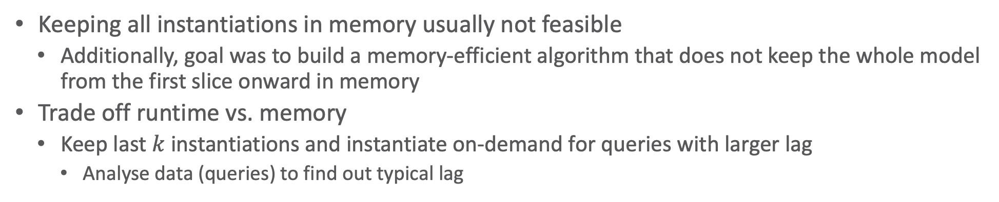 • Keeping all instantiations in memory usually not feasible
• Additionally, goal was to build a memory-efficient algorithm that does not keep the whole model
from the first slice onward in memory
• Trade off runtime vs. memory
• Keep last k instantiations and instantiate on-demand for queries with larger lag
• Analyse data (queries) to find out typical lag